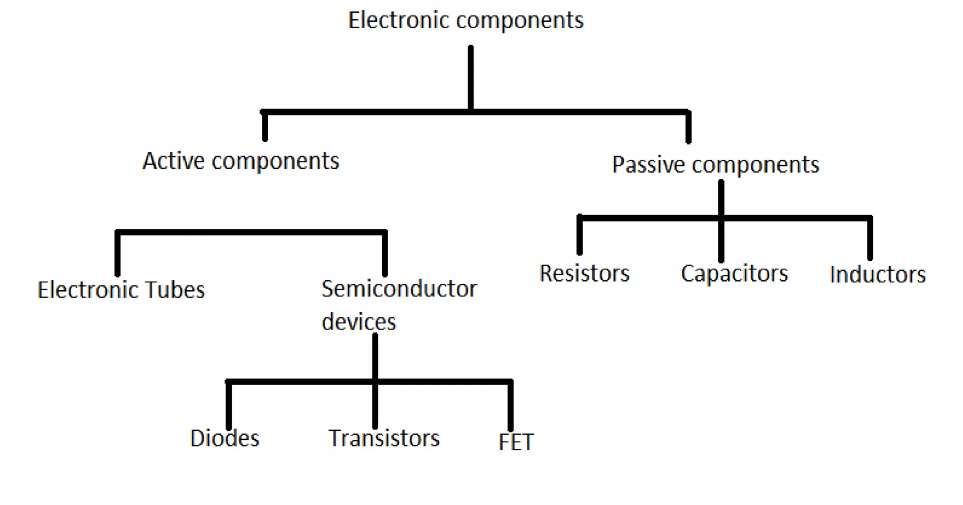 Electronic components
Active components
Passive components
Resistors
Capacitors
Inductors
Electronic Tubes
Semiconductor
devices
Diodes
Transistors
FET